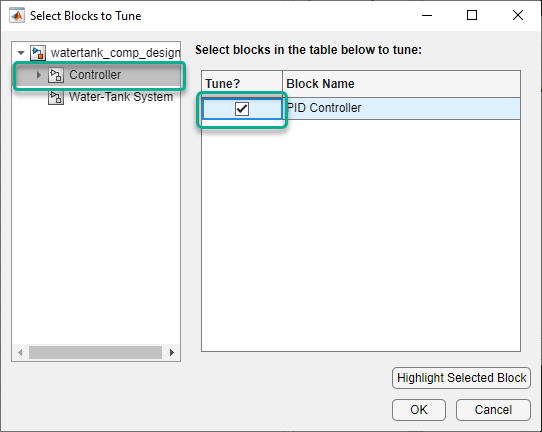 Select Blocks to Tune
watertank_comp_design
Controller
Water-Tank System
Select blocks in the table below to tune:
Tune? Block Name
PID Controller
Highlight Selected Block
OK Cancel